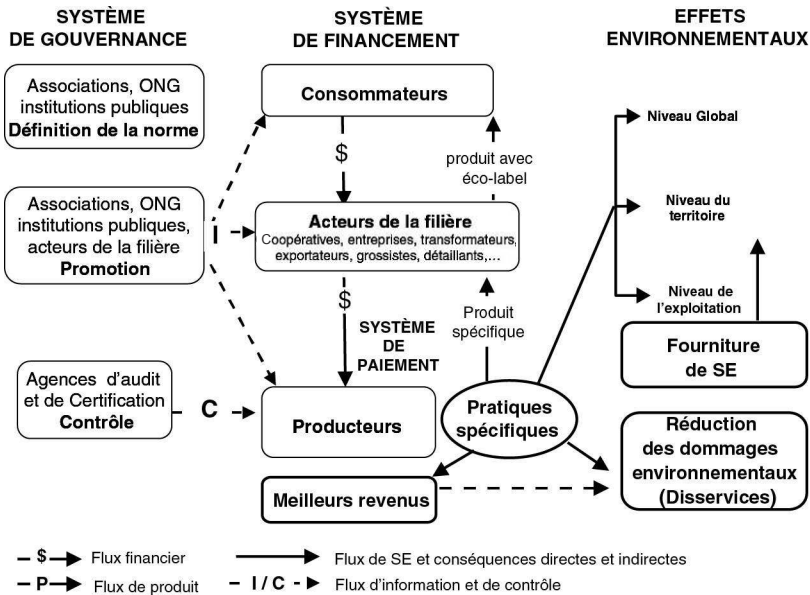 SYSTÈME
DE GOUVERNANCE
SYSTÈME
DE FINANCEMENT
EFFETS
ENVIRONNEMENTAUX
Associations, ONG
institutions publiques
Définition de la norme
Associations, ONG
institutions publiques,
acteurs de la filière
Promotion
Agences d'audit
et de Certification
Contrôle
I
C
Consommateurs
$
produit avec
éco-label
Acteurs de la filière
Coopératives, entreprises, transformateurs,
exportateurs, grossistes, détaillants,...
$
Produit
spécifique
SYSTÈME
DE
PAIEMENT
Producteurs
Pratiques
spécifiques
Meilleurs revenus
Niveau Global
Niveau du
territoire
Niveau de
l'exploitation
Fourniture
de SE
Réduction
des dommages
environnementaux
(Disservices)
$ Flux financier
Flux de SE et conséquences directes et indirectes
P Flux de produit
I / C Flux d'information et de contrôle